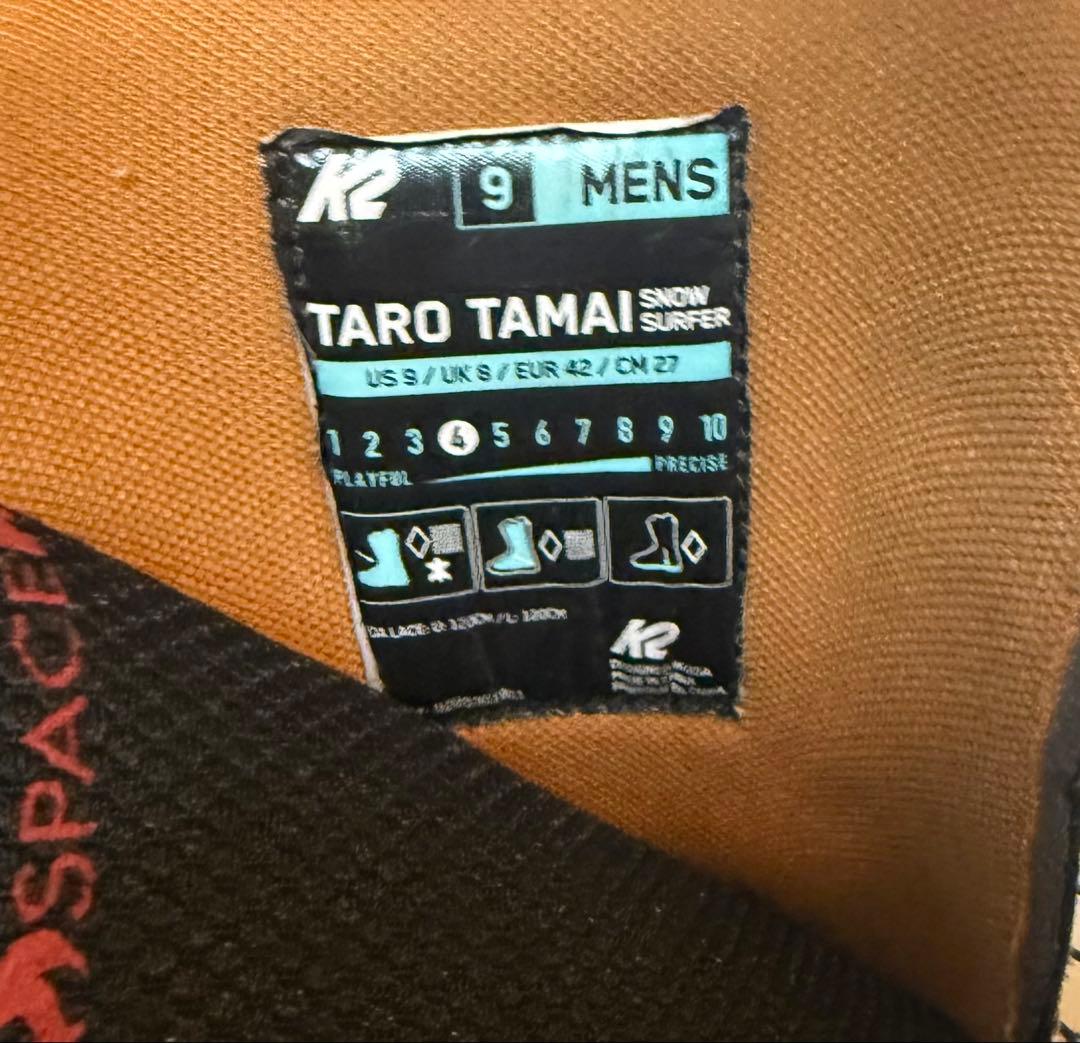 K2 9 MENS
TARO TAMAI SNOW SURFER
US 9 / UK 8 / EUR 42 / CM 27
1 2 3 4 5 6 7 8 9 10
PLAYFUL PRECISE
K2
SPACE